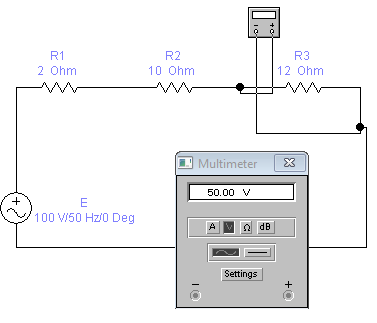 R1
2 Ohm
R2
10 Ohm
R3
12 Ohm
E
100 V/50 Hz/0 Deg
Multimeter
50.00 V
A V Ω dB
Settings
− +